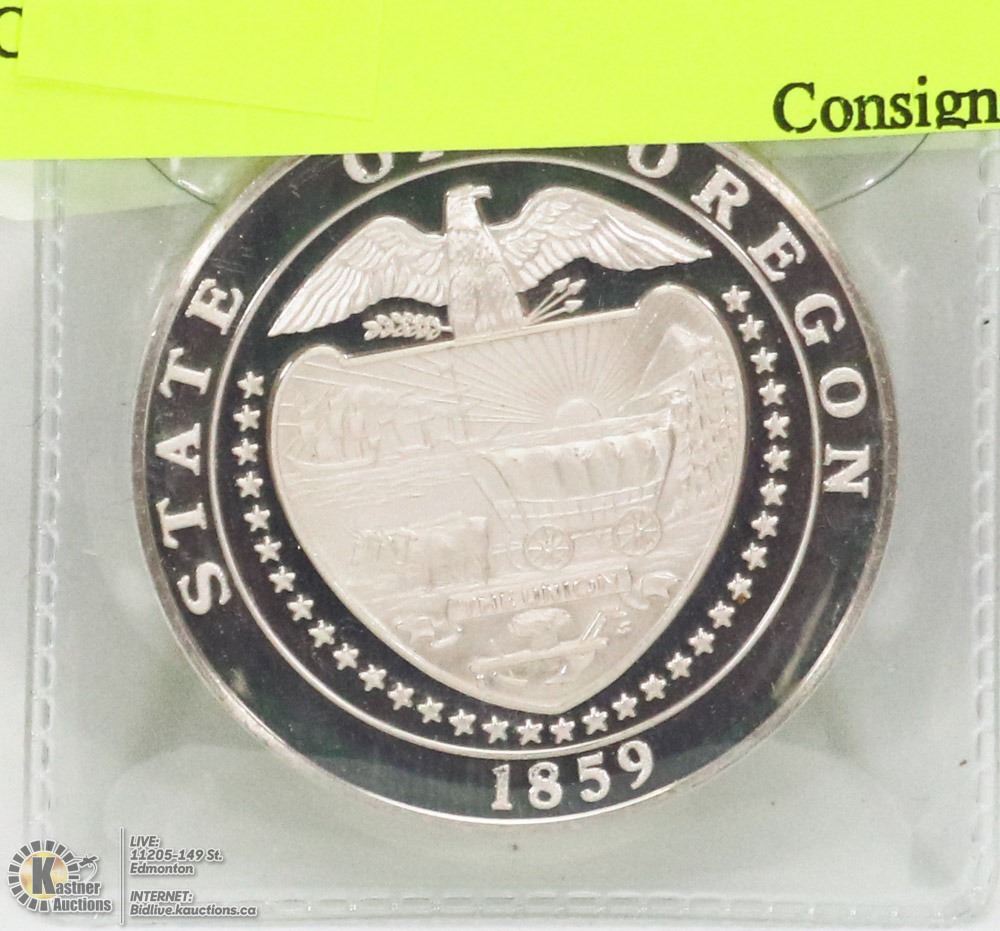 C
Consign
STATE OF OREGON
THE UNION
1859
Kastner
Auctions
LIVE:
11205-149 St.
Edmonton
INTERNET:
Bidlive.kauctions.ca